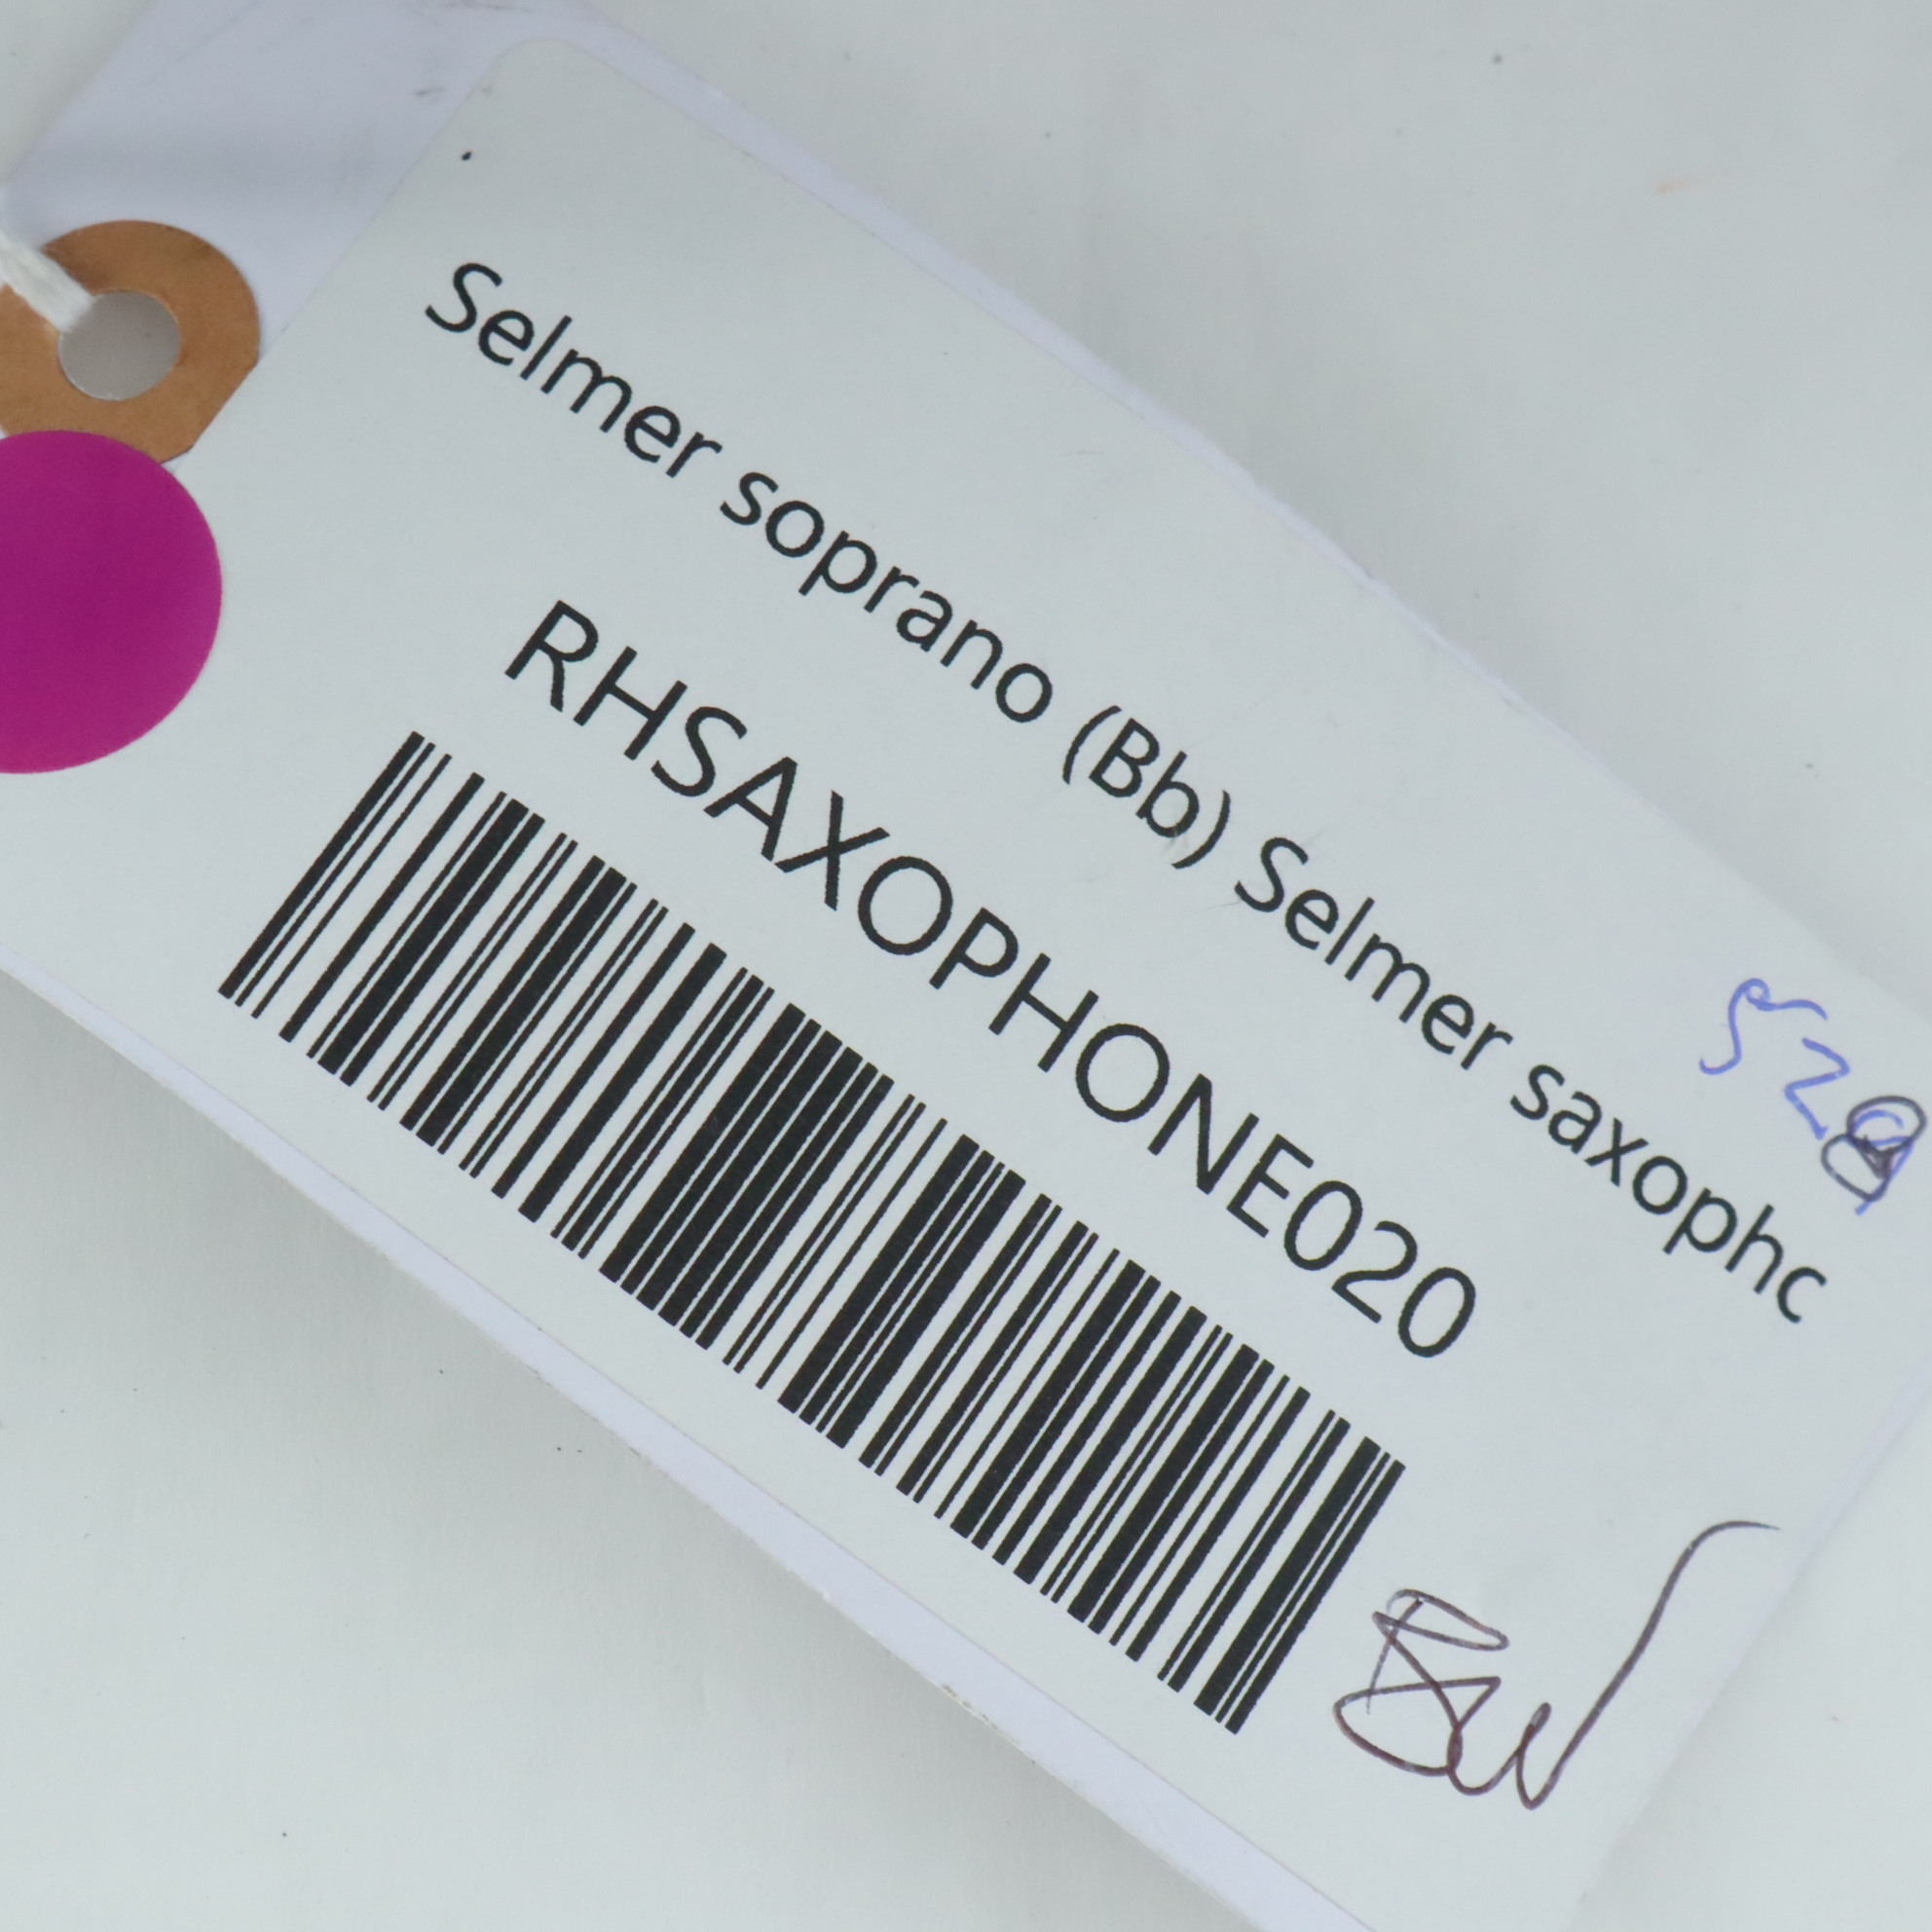 Selmer soprano (Bb) Selmer saxophc
RHSAXOPHONE020